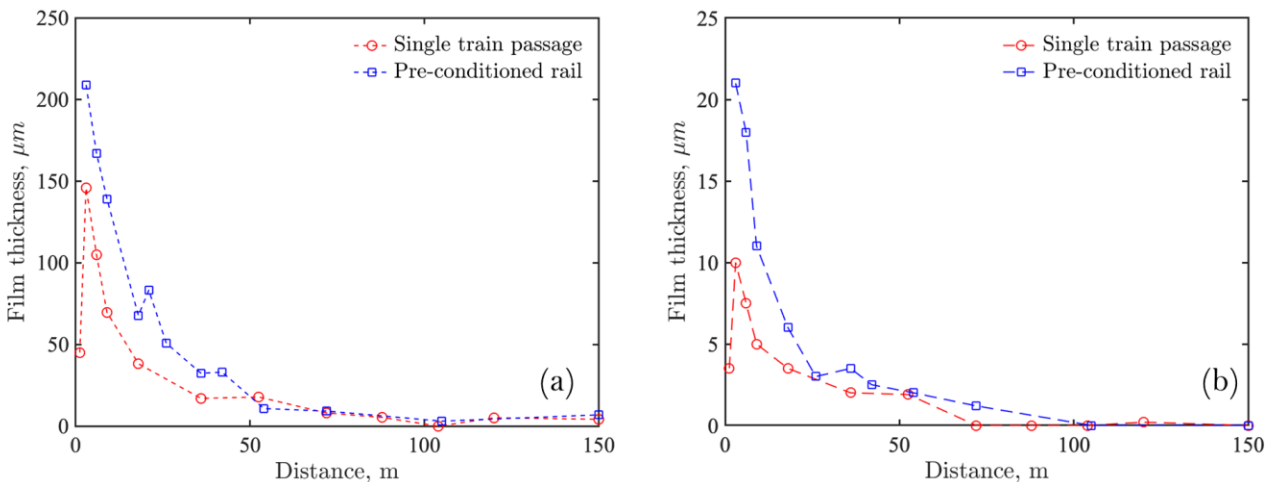 250
200
150
100
50
0
Film thickness, μm
Single train passage
Pre-conditioned rail
(a)
0
50
100
150
Distance, m
25
20
15
10
5
0
Film thickness, μm
Single train passage
Pre-conditioned rail
(b)
0
50
100
150
Distance, m